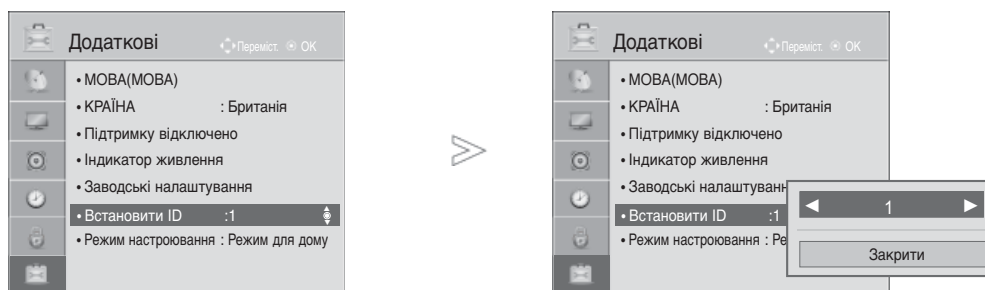 Додаткові
Переміст. OK
• МОВА(МОВА)
• КРАЇНА : Британія
• Підтримку відключено
• Індикатор живлення
• Заводські налаштування
• Встановити ID :1
• Режим настроювання : Режим для дому
Додаткові
Переміст. OK
• МОВА(МОВА)
• КРАЇНА : Британія
• Підтримку відключено
• Індикатор живлення
• Заводські налаштуванн
• Встановити ID :1
• Режим настроювання : Ре
◄ 1 ►
Закрити